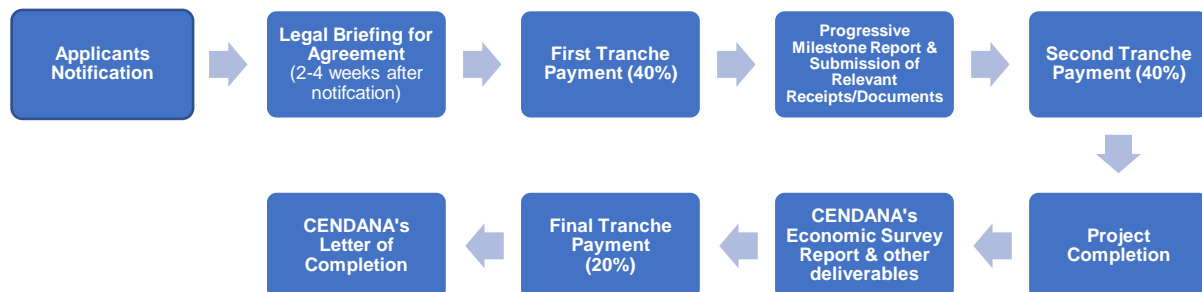 Applicants
Notification
Legal Briefing for
Agreement
(2-4 weeks after
notifcation)
First Tranche
Payment (40%)
Progressive
Milestone Report &
Submission of
Relevant
Receipts/Documents
Second Tranche
Payment (40%)
Project
Completion
CENDANA's
Economic Survey
Report & other
deliverables
Final Tranche
Payment
(20%)
CENDANA's
Letter of
Completion